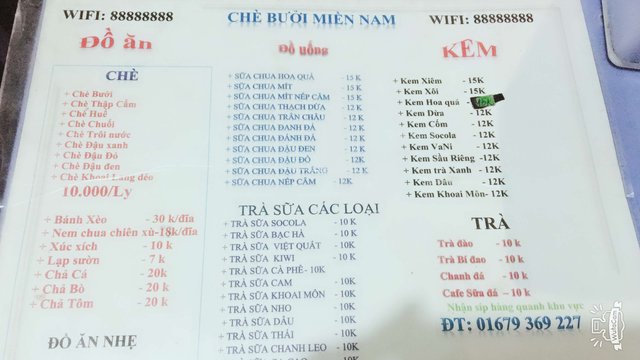 WIFI: 88888888
CHÈ BƯỞI MIỀN NAM
WIFI: 88888888
Đồ ăn
CHÈ
+ Chè Bưởi
+ Chè Thập Cẩm
+ Chè Huế
+ Chè Chuối
+ Chè Trôi nước
+ Chè Đậu xanh
+ Chè Đậu Đỏ
+ Chè Đậu đen
+ Chè Khoai Lang dẻo
10.000/Ly
+ Bánh Xèo - 30 k/đĩa
+ Nem chua chiên xù-18k/đĩa
+ Xúc xích - 10 k
+ Lạp sườn - 7 k
+ Chả Cá - 20k
+ Chả Bò - 20 k
+ Chả Tôm - 20 k
ĐỒ ĂN NHẸ
Đồ uống
+ SỮA CHUA HOA QUẢ - 15 K
+ SỮA CHUA MÍT - 15 K
+ SỮA CHUA MÍT NẾP CẨM - 15 K
+ SỮA CHUA THẠCH DỪA - 12 K
+ SỮA CHUA TRÂN CHÂU - 12 K
+ SỮA CHUA ĐANH ĐÁ - 12 K
+ SỮA CHUA ĐÁNH ĐÁ - 12 K
+ SỮA CHUA ĐẬU ĐEN - 12 K
+ SỮA CHUA ĐẬU ĐỎ - 12 K
+ SỮA CHUA ĐẬU TRẮNG - 12 K
+ SỮA CHUA NẾP CẨM - 12K
TRÀ SỮA CÁC LOẠI
+ TRÀ SỮA SOCOLA - 10 K
+ TRÀ SỮA BẠC HÀ - 10K
+ TRÀ SỮA VIỆT QUẤT - 10K
+ TRÀ SỮA KIWI - 10K
+ TRÀ SỮA CÀ PHÊ- 10K
+ TRÀ SỮA CAM - 10K
+ TRÀ SỮA KHOAI MÔN - 10K
+ TRÀ SỮA NHO - 10K
+ TRÀ SỮA DÂU - 10K
+ TRÀ SỮA THÁI - 10K
+ TRÀ SỮA CHANH LEO - 10K
KEM
+ Kem Xiêm - 15K
+ Kem Xôi - 15K
+ Kem Hoa quả
+ Kem Dừa - 12K
+ Kem Cốm - 12K
+ Kem Socola - 12K
+ Kem VaNi - 12K
+ Kem Sầu Riêng -12K
+ Kem trà Xanh - 12K
+ Kem Dâu - 12K
+ Kem Khoai Môn- 12K
TRÀ
Trà đào - 10 k
Trà Bí đao - 10 k
Chanh đá - 10 k
Cafe Sữa đá - 10 k
Nhận síp hàng quanh khu vực
ĐT: 01679 369 227